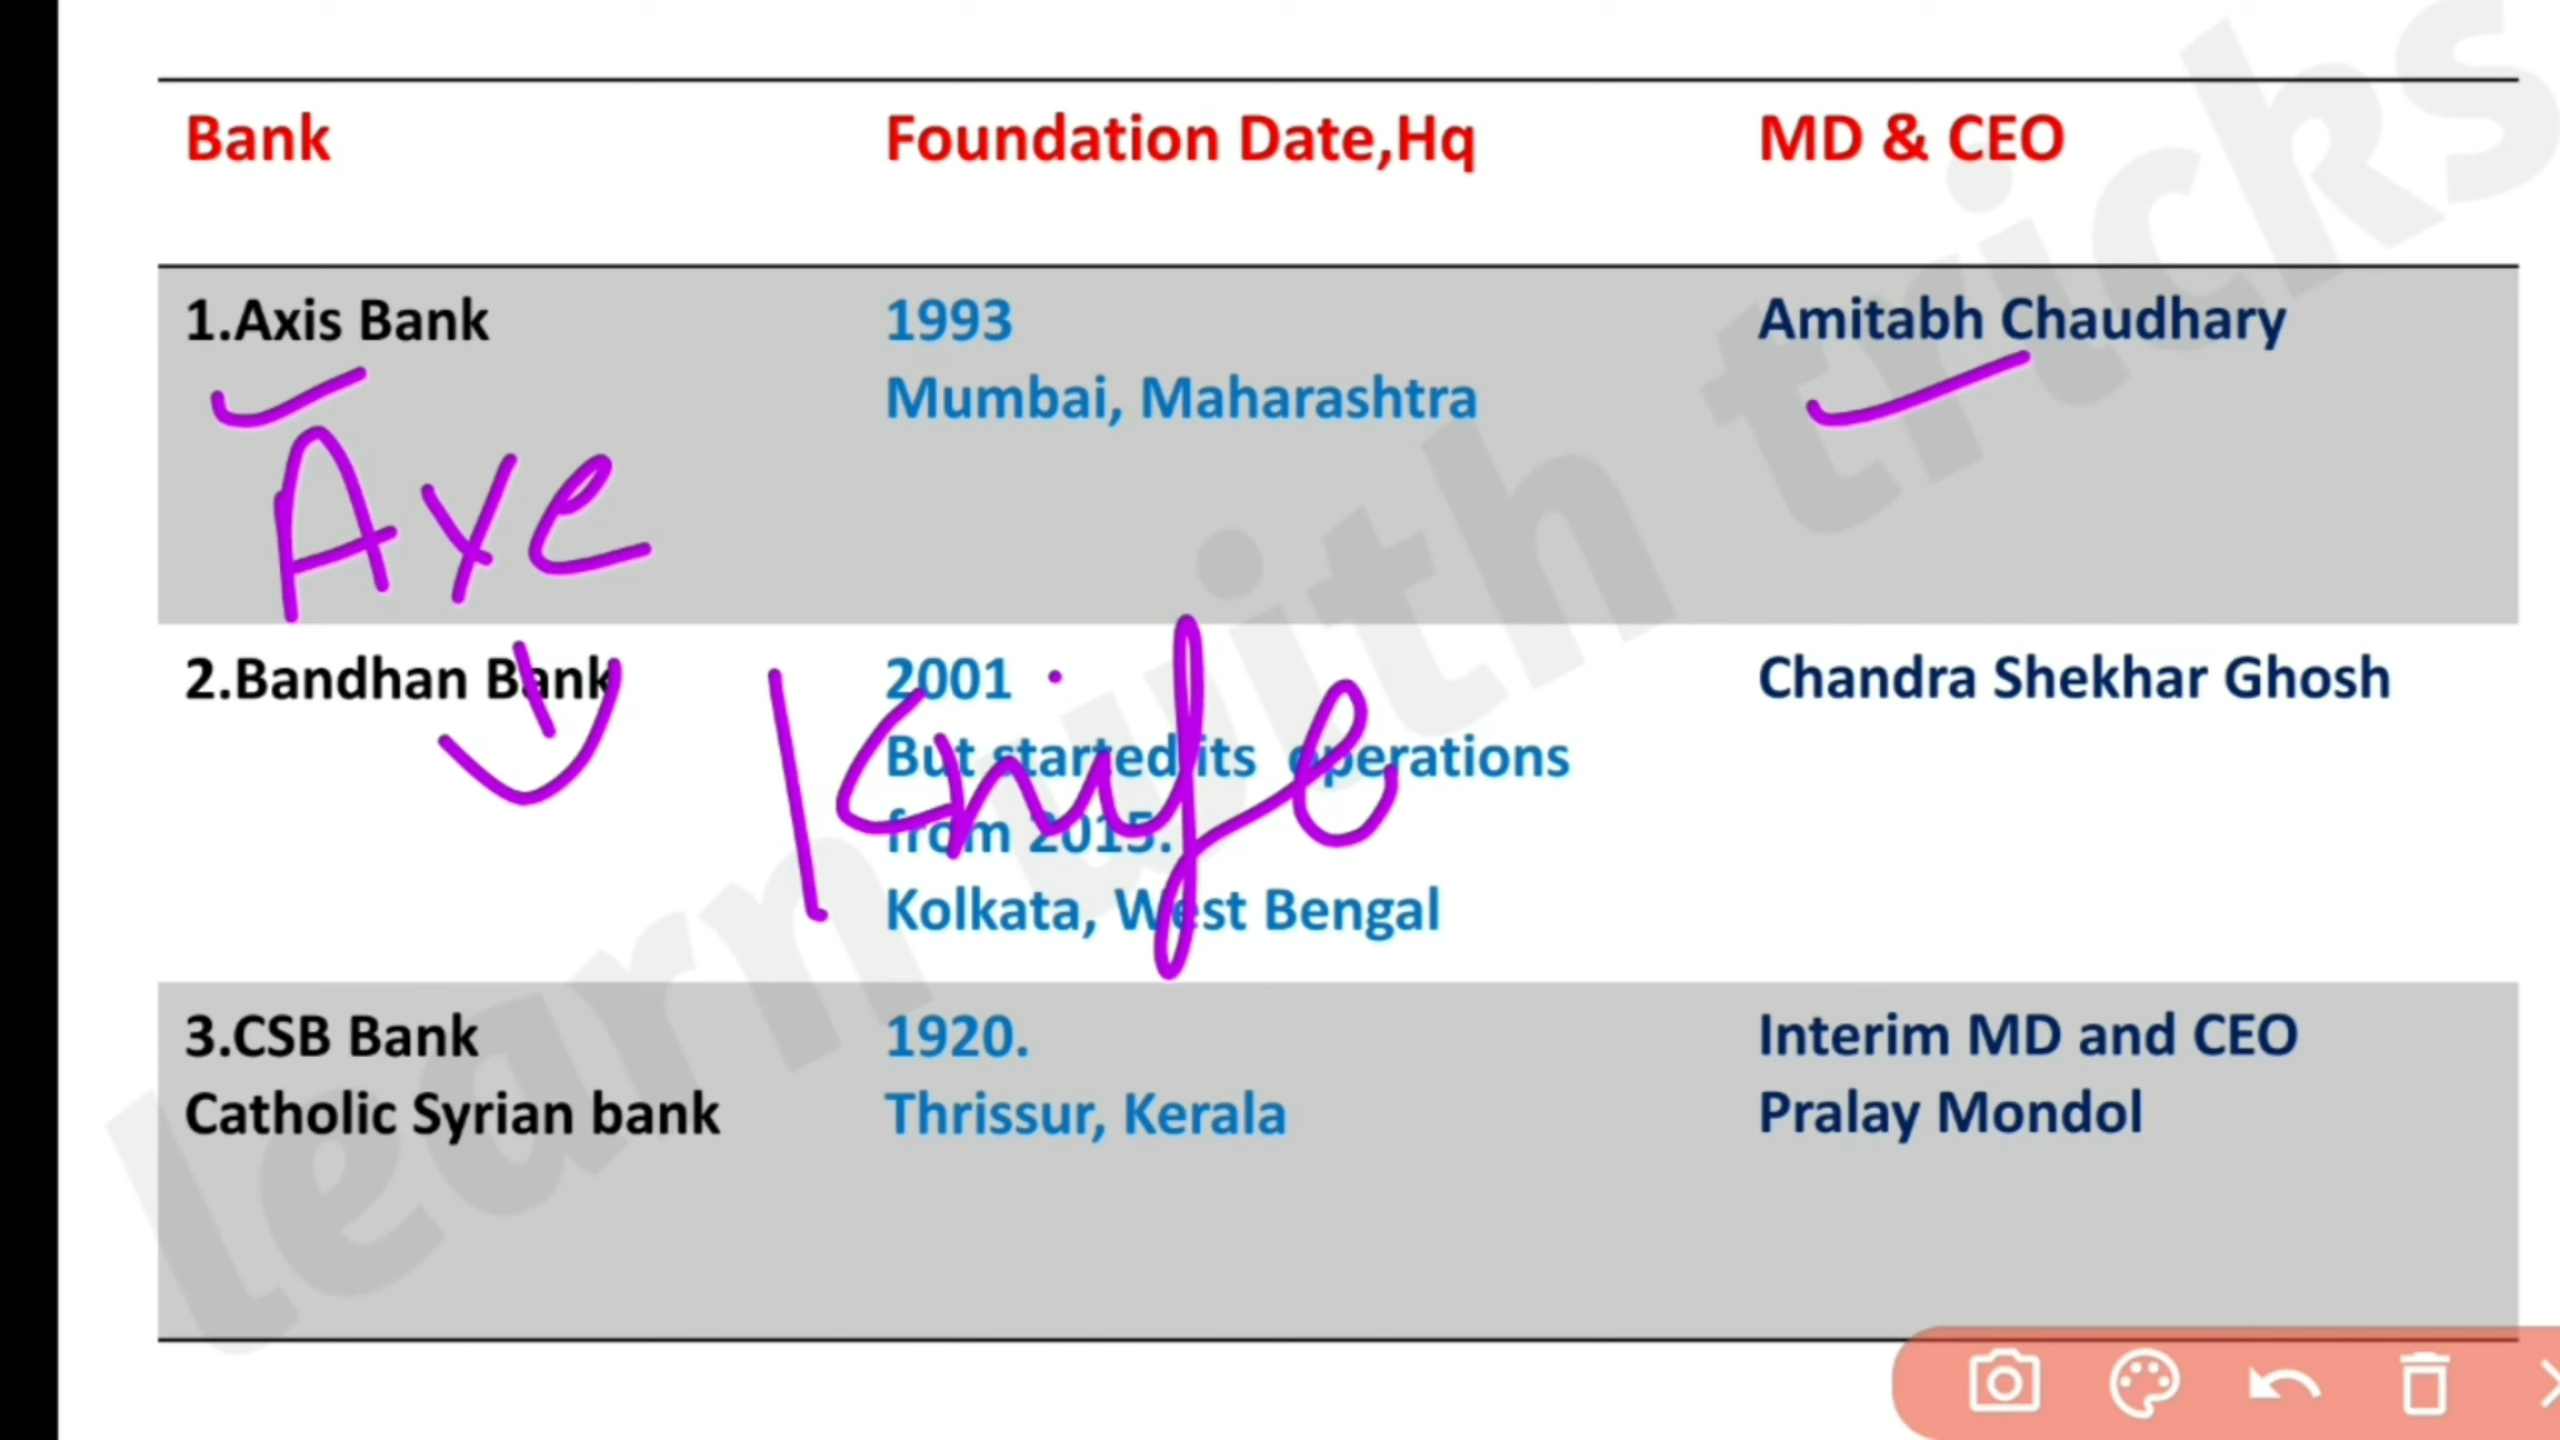 Bank Foundation Date,Hq MD & CEO
1.Axis Bank 1993 Amitabh Chaudhary
Mumbai, Maharashtra
Axe
2.Bandhan Bank 2001 Chandra Shekhar Ghosh
But started its operations
from 2015.
Kolkata, West Bengal
Knife
3.CSB Bank 1920. Interim MD and CEO
Catholic Syrian bank Thrissur, Kerala Pralay Mondol
learn with tricks